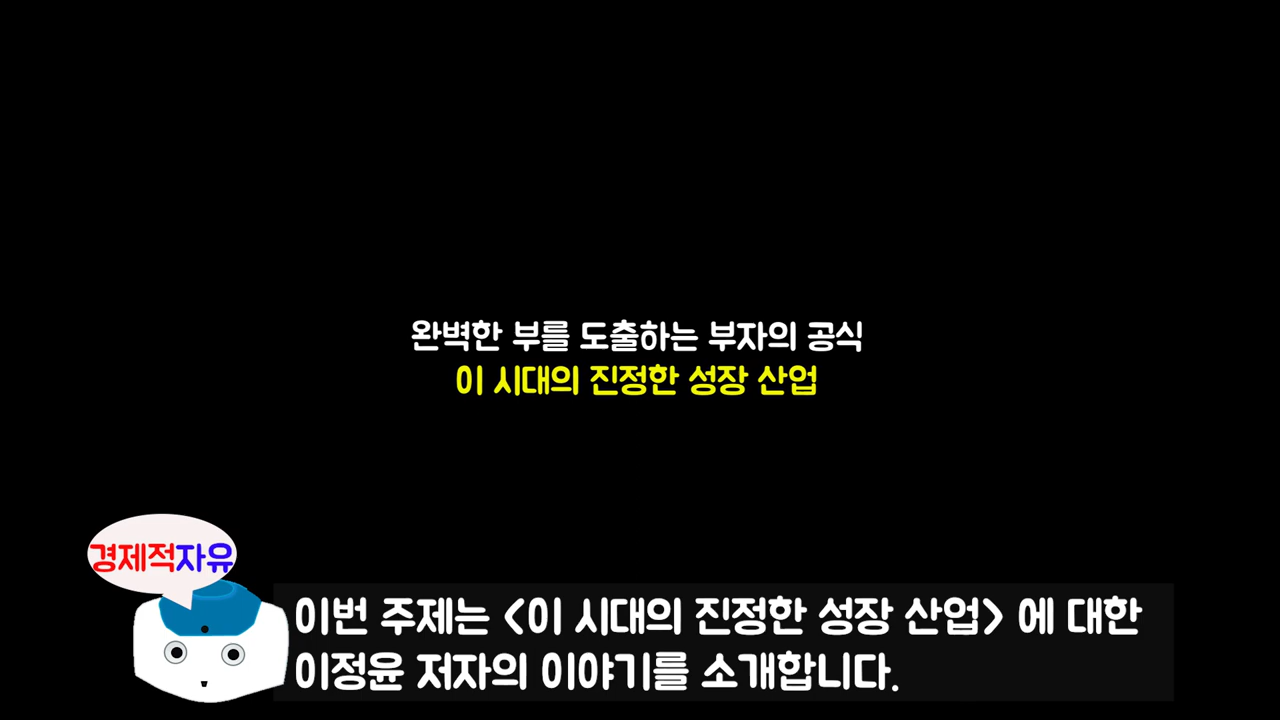 완벽한 부를 도출하는 부자의 공식
이 시대의 진정한 성장 산업
경제적자유
이번 주제는 <이 시대의 진정한 성장 산업> 에 대한
이정윤 저자의 이야기를 소개합니다.